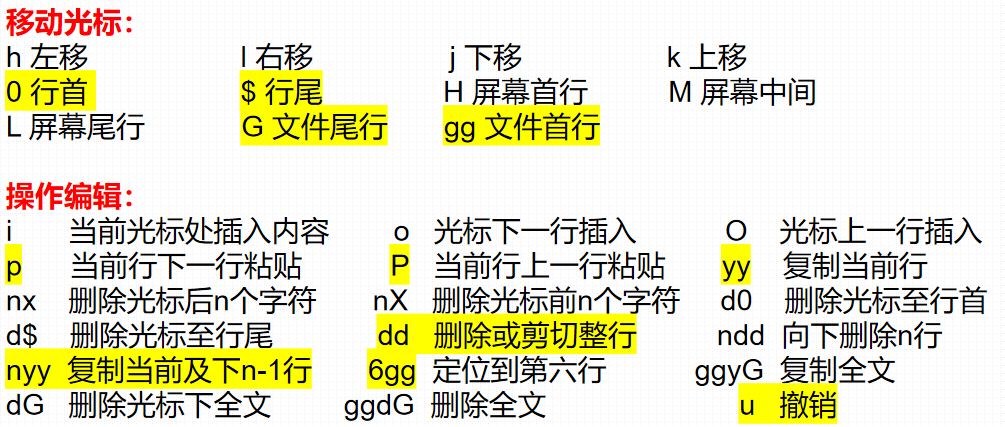 移动光标：
h 左移 l 右移 j 下移 k 上移
0 行首 $ 行尾 H 屏幕首行 M 屏幕中间
L 屏幕尾行 G 文件尾行 gg 文件首行
操作编辑：
i 当前光标处插入内容 o 光标下一行插入 O 光标上一行插入
p 当前行下一行粘贴 P 当前行上一行粘贴 yy 复制当前行
nx 删除光标后n个字符 nX 删除光标前n个字符 d0 删除光标至行首
d$ 删除光标至行尾 dd 删除或剪切整行 ndd 向下删除n行
nyy 复制当前及下n-1行 6gg 定位到第六行 ggyG 复制全文
dG 删除光标下全文 ggdG 删除全文 u 撤销